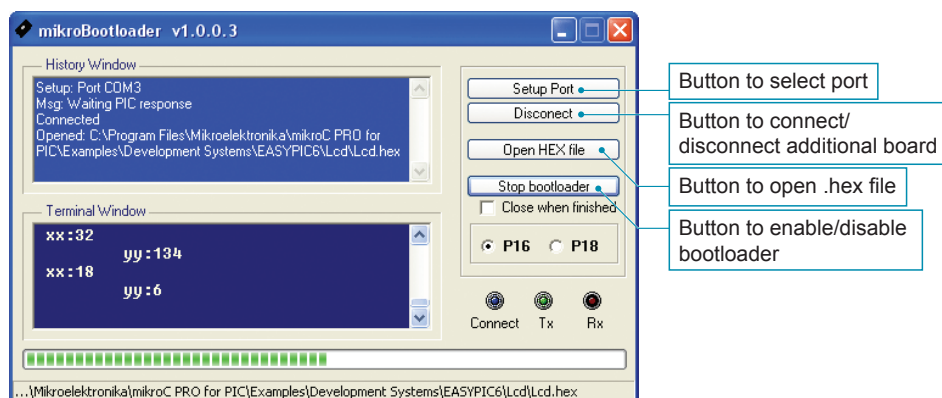 mikroBootloader v1.0.0.3
History Window
Setup: Port COM3
Msg: Waiting PIC response
Connected
Opened: C:\Program Files\Mikroelektronika\mikroC PRO for
PIC\Examples\Development Systems\EASYPIC6\Lcd\Lcd.hex
Terminal Window
xx:32
yy:134
xx:18
yy:6
Setup Port
Disconect
Open HEX file
Stop bootloader
Close when finished
P16 P18
Connect Tx Rx
...\Mikroelektronika\mikroC PRO for PIC\Examples\Development Systems\EASYPIC6\Lcd\Lcd.hex
Button to select port
Button to connect/
disconnect additional board
Button to open .hex file
Button to enable/disable
bootloader